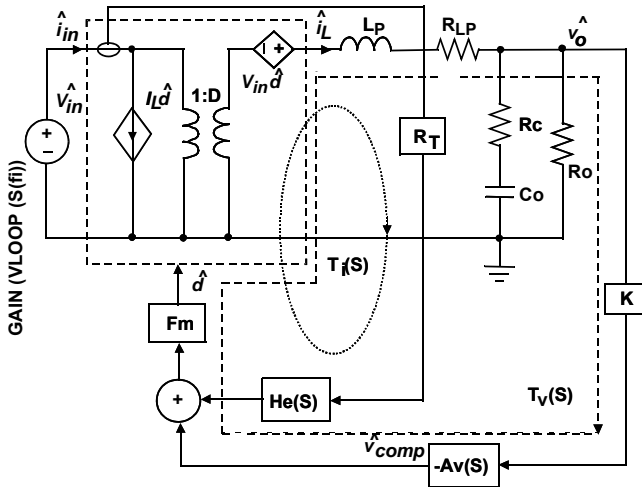 î_in
î_L
L_P
R_LP
v̂_o
V̂_in
+
−
I_L d̂
1:D
− +
V_in d̂
R_T
Rc
Ro
Co
GAIN (VLOOP (S(fi))
T_i(S)
d̂
K
Fm
+
He(S)
T_V(S)
v̂_comp
-Av(S)